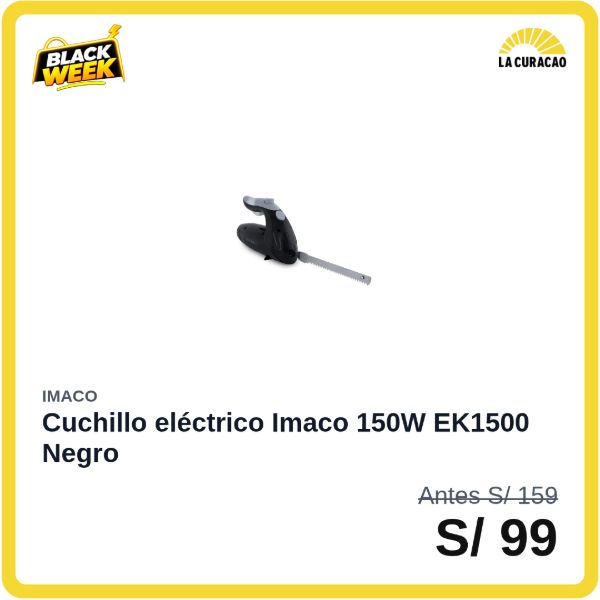 BLACK
WEEK
LA CURACAO
IMACO
Cuchillo eléctrico Imaco 150W EK1500
Negro
Antes S/ 159
S/ 99